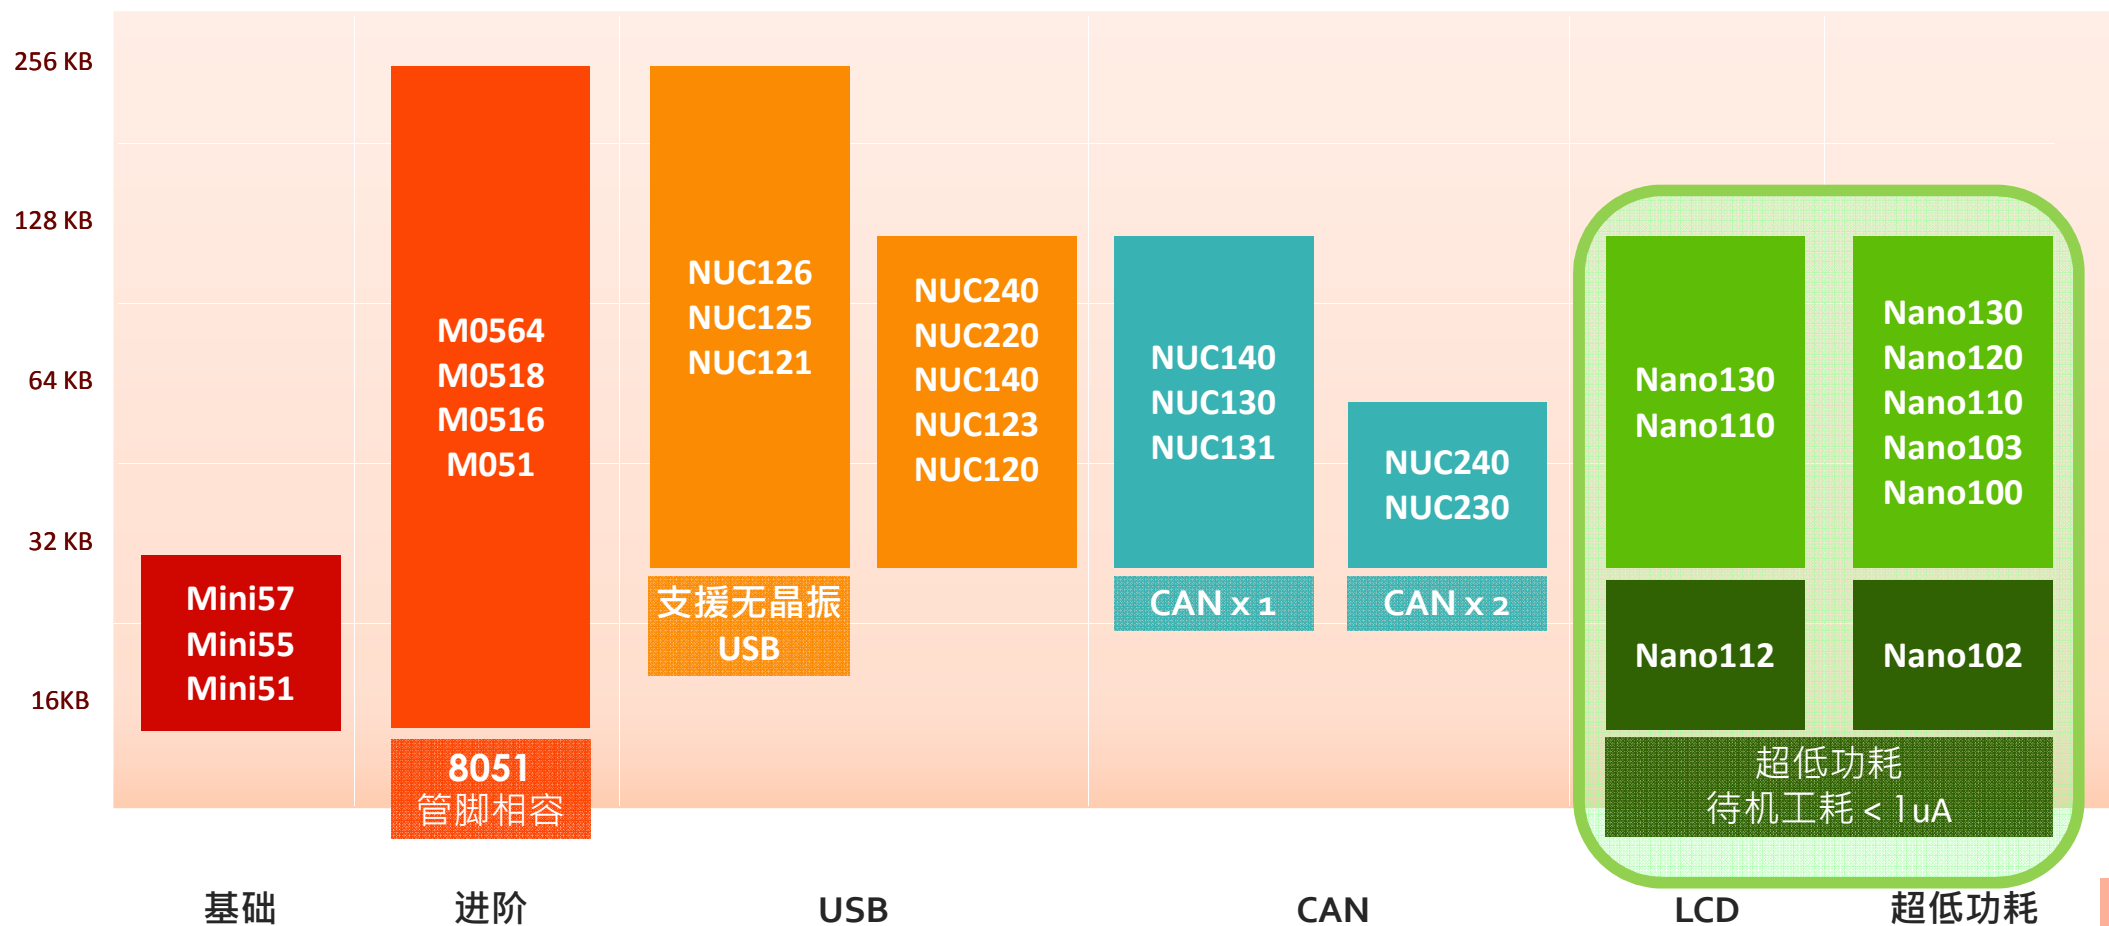 256 KB
128 KB
64 KB
32 KB
16KB
Mini57
Mini55
Mini51
M0564
M0518
M0516
M051
8051
管脚相容
NUC126
NUC125
NUC121
支援无晶振
USB
NUC240
NUC220
NUC140
NUC123
NUC120
NUC140
NUC130
NUC131
CAN x 1
NUC240
NUC230
CAN x 2
Nano130
Nano110
Nano112
Nano130
Nano120
Nano110
Nano103
Nano100
Nano102
超低功耗
待机工耗 < 1uA
基础
进阶
USB
CAN
LCD
超低功耗